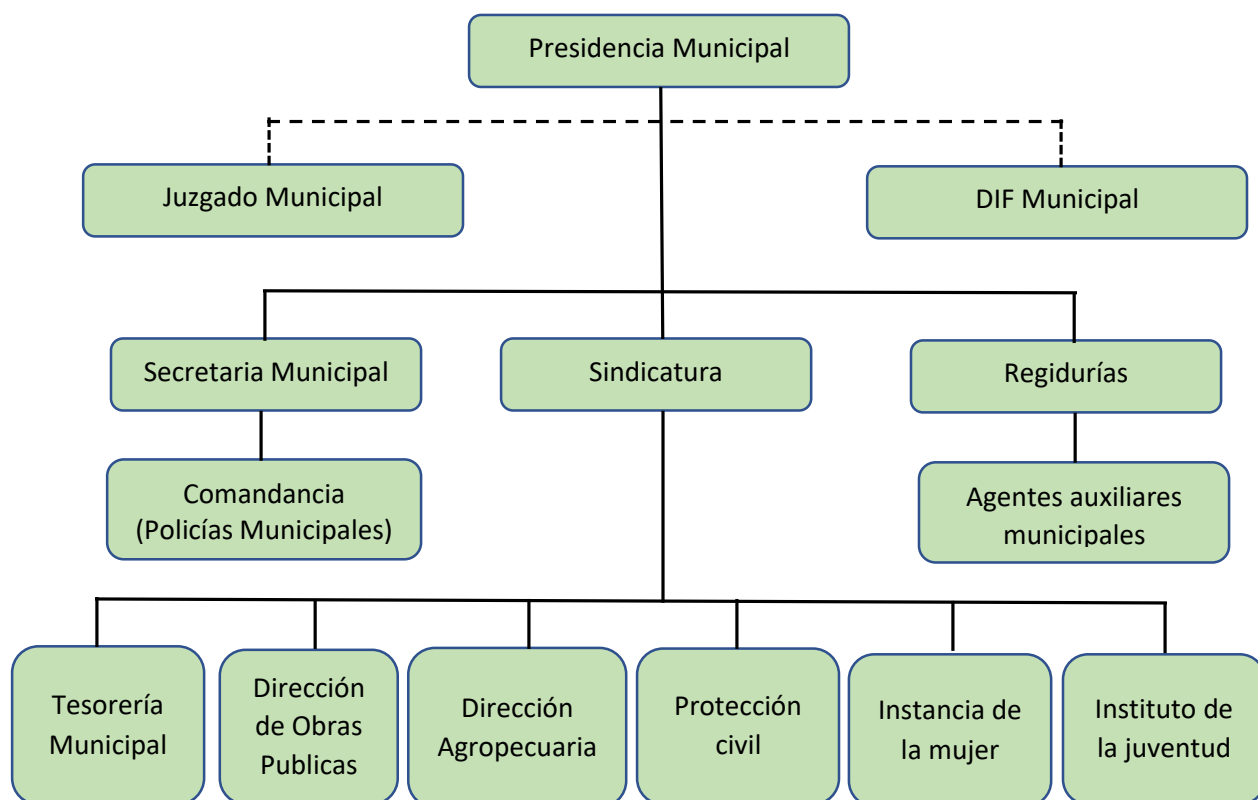 Presidencia Municipal
Juzgado Municipal
DIF Municipal
Secretaria Municipal
Sindicatura
Regidurías
Comandancia
(Policías Municipales)
Agentes auxiliares
municipales
Tesorería
Municipal
Dirección
de Obras
Publicas
Dirección
Agropecuaria
Protección
civil
Instancia de
la mujer
Instituto de
la juventud